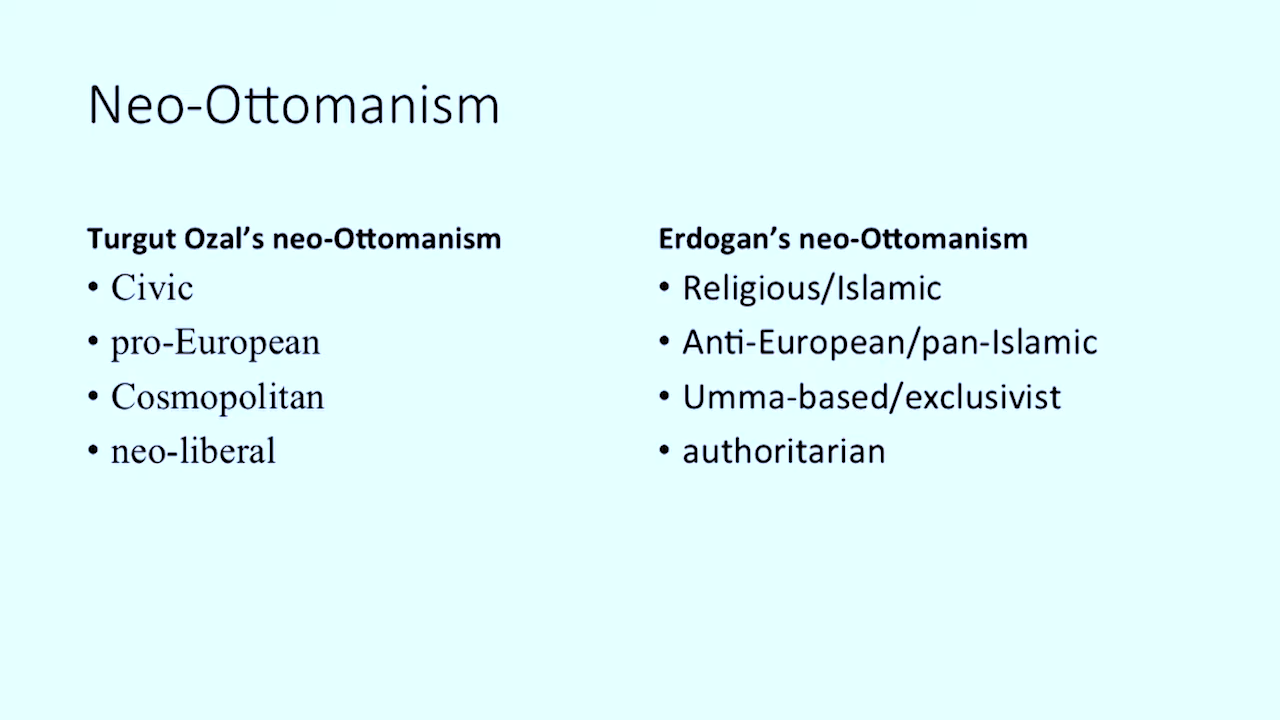 Neo-Ottomanism
Turgut Ozal’s neo-Ottomanism
• Civic
• pro-European
• Cosmopolitan
• neo-liberal
Erdogan’s neo-Ottomanism
• Religious/Islamic
• Anti-European/pan-Islamic
• Umma-based/exclusivist
• authoritarian